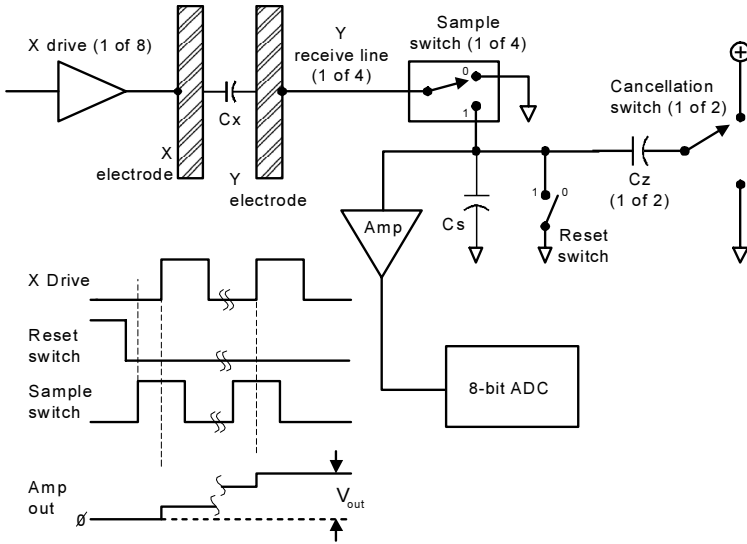 X drive (1 of 8)
Y
receive line
(1 of 4)
Sample
switch (1 of 4)
0
1
Cx
X
electrode
Y
electrode
Cancellation
switch (1 of 2)
Cz
(1 of 2)
Amp
Cs
1
0
Reset
switch
8-bit ADC
X Drive
Reset
switch
Sample
switch
Amp
out
Ø
Vout